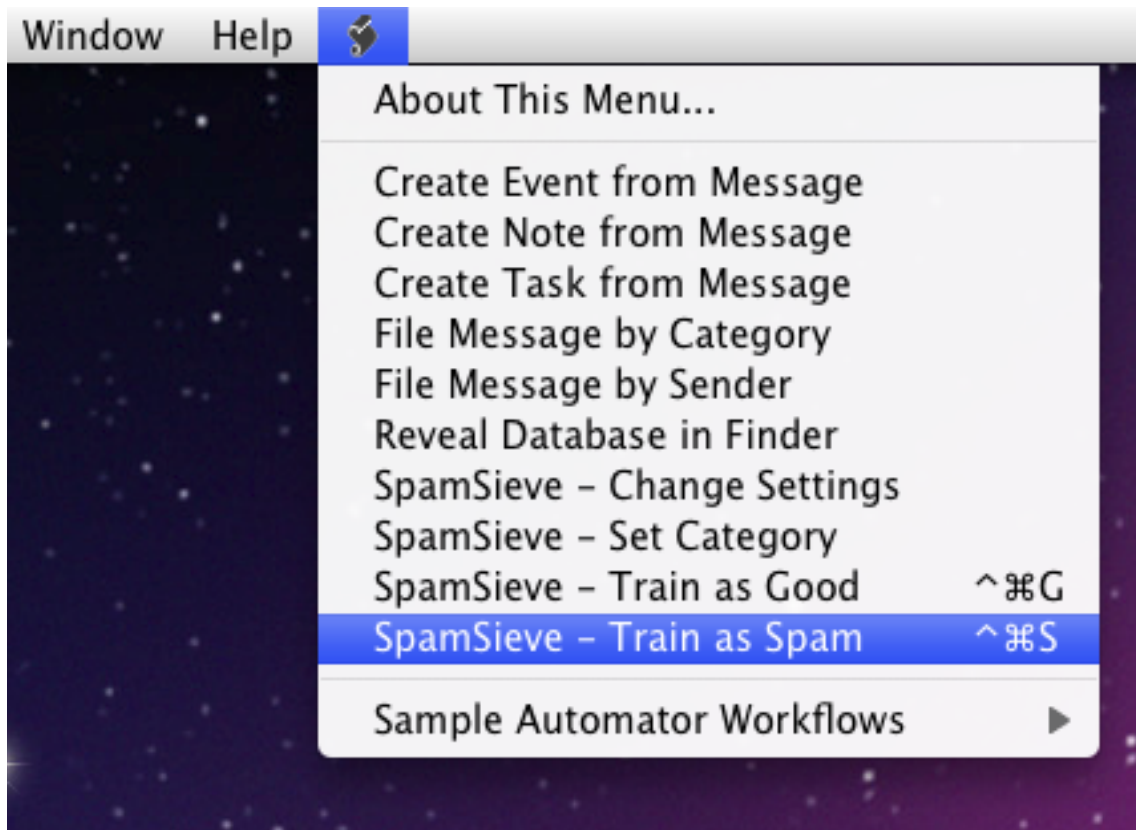 Window Help
About This Menu...
Create Event from Message
Create Note from Message
Create Task from Message
File Message by Category
File Message by Sender
Reveal Database in Finder
SpamSieve – Change Settings
SpamSieve – Set Category
SpamSieve – Train as Good ^⌘G
SpamSieve – Train as Spam ^⌘S
Sample Automator Workflows